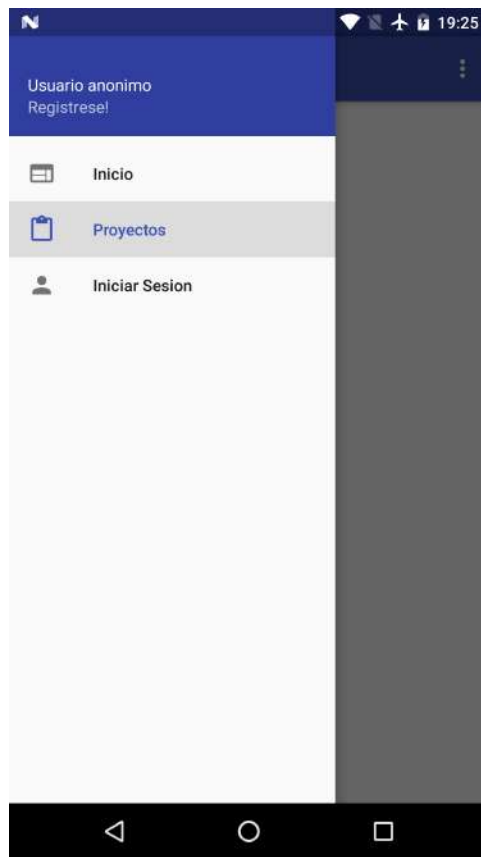 19:25
Usuario anonimo
Registrese!
Inicio
Proyectos
Iniciar Sesion